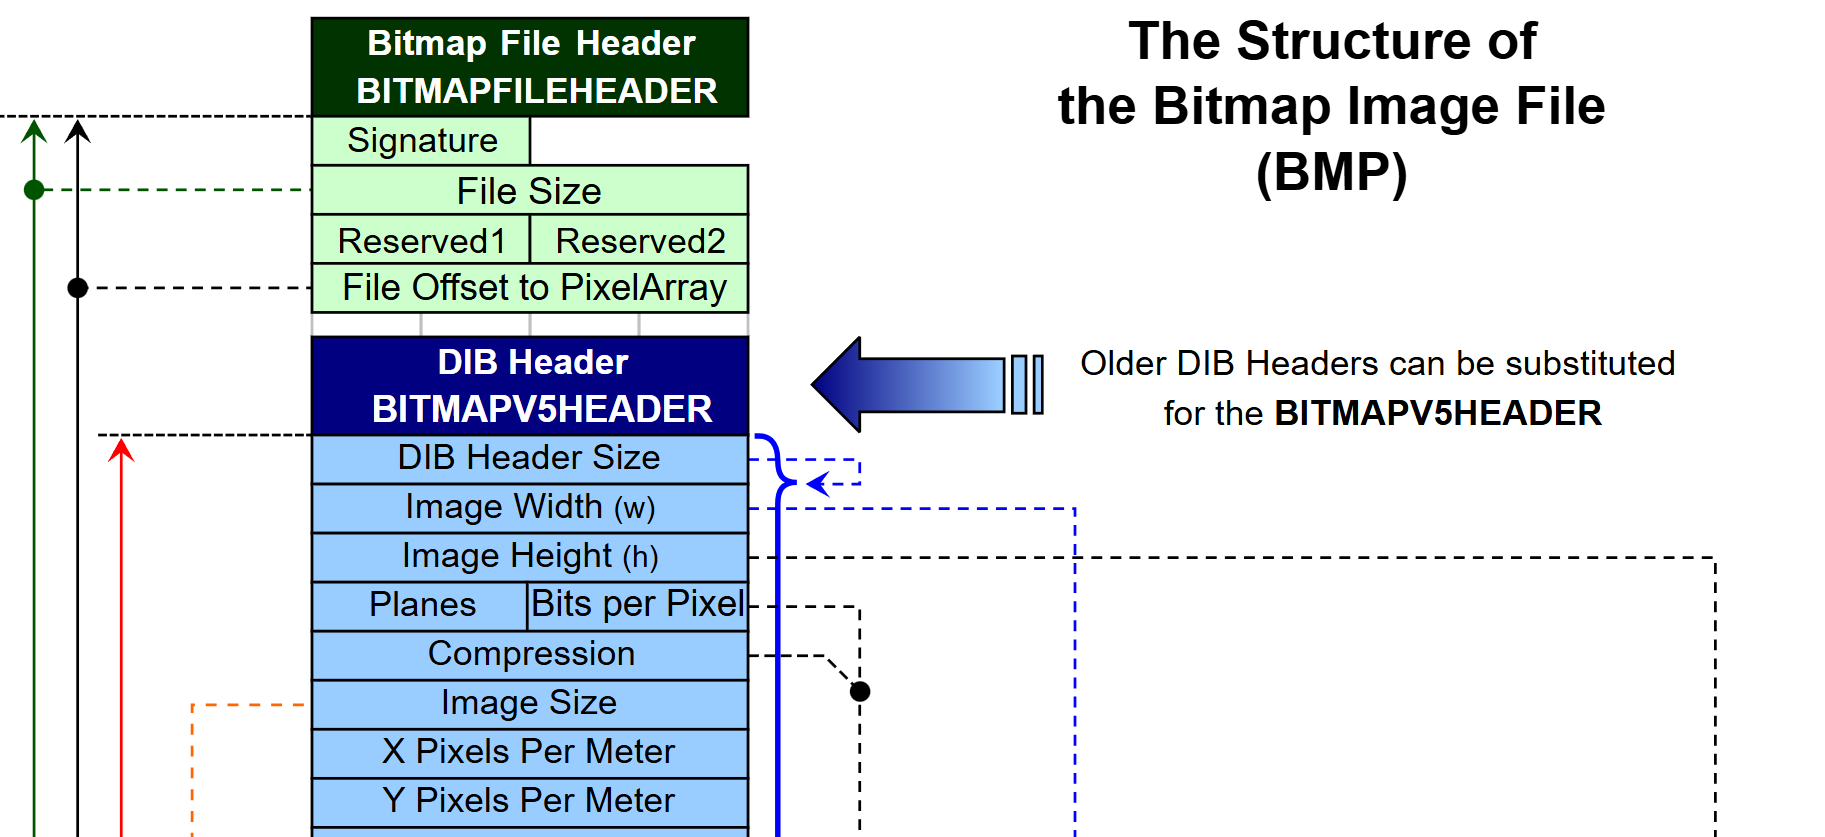 The Structure of
the Bitmap Image File
(BMP)
Bitmap File Header
BITMAPFILEHEADER
Signature
File Size
Reserved1 Reserved2
File Offset to PixelArray
DIB Header
BITMAPV5HEADER
Older DIB Headers can be substituted
for the BITMAPV5HEADER
DIB Header Size
Image Width (w)
Image Height (h)
Planes Bits per Pixel
Compression
Image Size
X Pixels Per Meter
Y Pixels Per Meter